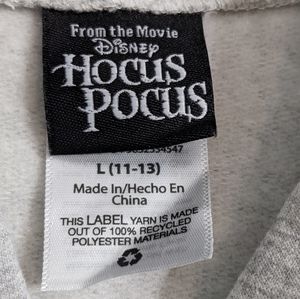 From the Movie
Disney
HOCUS
POCUS
L (11-13)
Made In/Hecho En
China
THIS LABEL YARN IS MADE
OUT OF 100% RECYCLED
POLYESTER MATERIALS